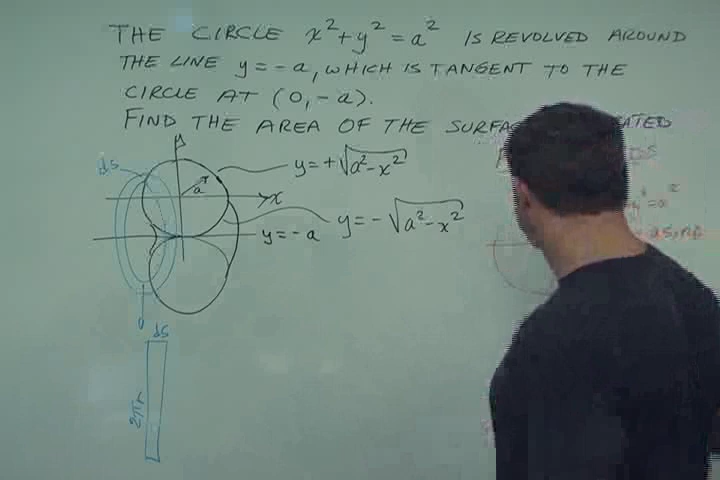 THE CIRCLE x² + y² = a² IS REVOLVED AROUND
THE LINE y = -a, WHICH IS TANGENT TO THE
CIRCLE AT (0, -a).
FIND THE AREA OF THE
ds
y = +√(a² - x²)
a
x
y = -a
y = -√(a² - x²)
ds
2πr